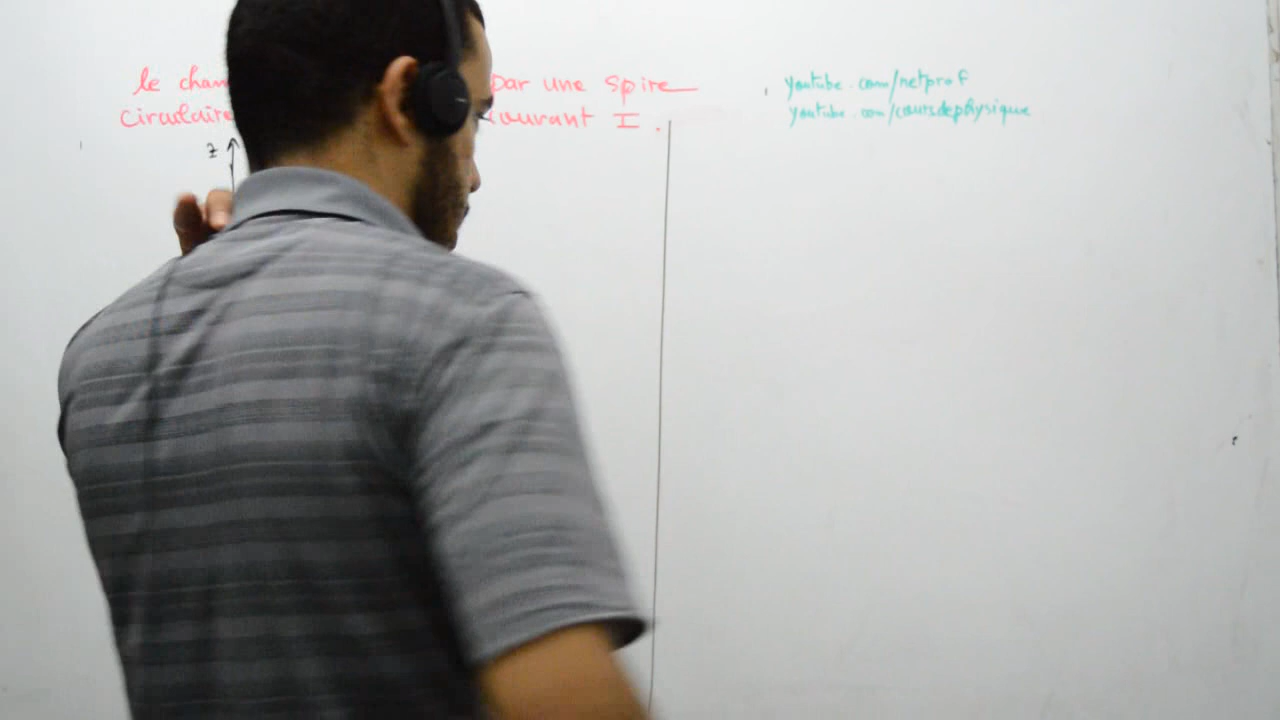 le cham par une spire
circulaire courant I.
youtube.com/netprof
youtube.com/coursdephysique
z